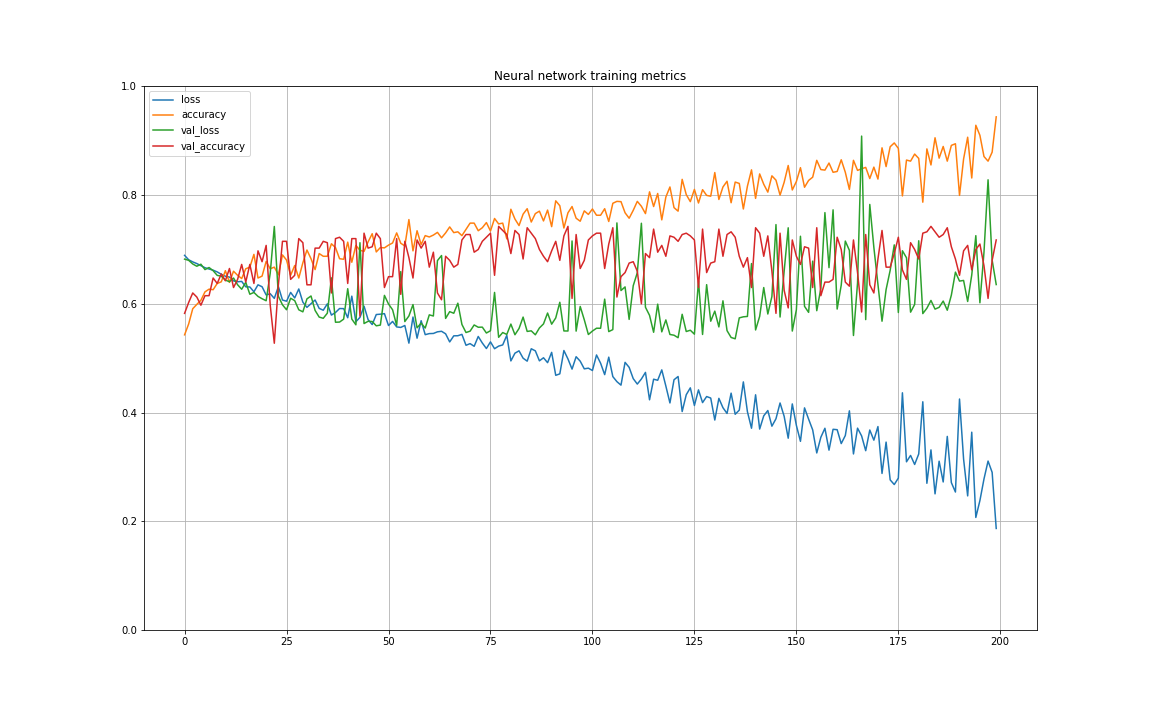 Neural network training metrics
1.0
0.8
0.6
0.4
0.2
0.0
loss
accuracy
val_loss
val_accuracy
0 25 50 75 100 125 150 175 200